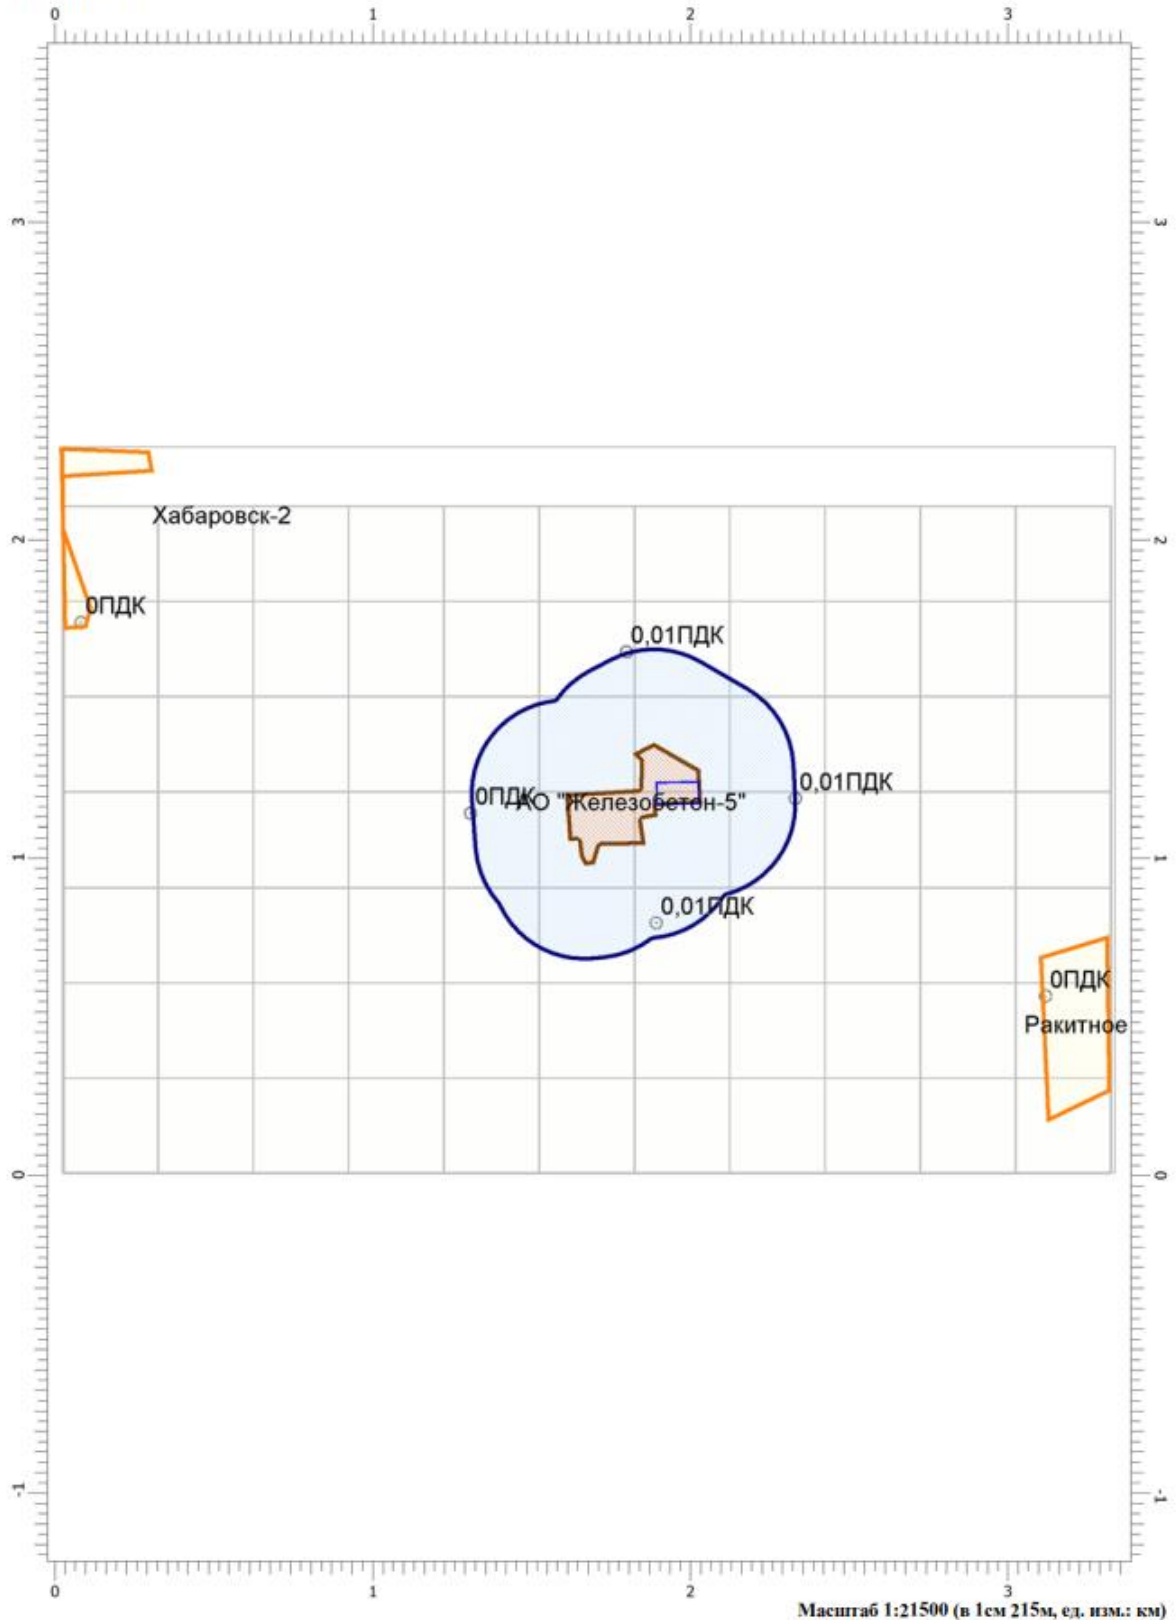 0 1 2 3
3 3
Хабаровск-2
2 2
0ПДК
0,01ПДК
0,01ПДК
0ПДК
АО "Железобетон-5"
1 1
0,01ПДК
0ПДК
Ракитное
0 0
-1 -1
0 1 2 3
Масштаб 1:21500 (в 1см 215м, ед. изм.: км)